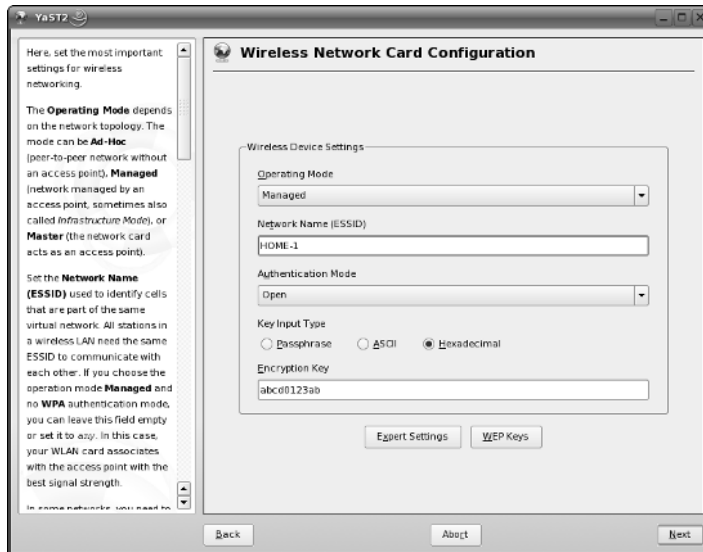 YaST2
Here, set the most important
settings for wireless
networking.
The Operating Mode depends
on the network topology. The
mode can be Ad-Hoc
(peer-to-peer network without
an access point), Managed
(network managed by an
access point, sometimes also
called Infrastructure Mode), or
Master (the network card
acts as an access point).
Set the Network Name
(ESSID) used to identify cells
that are part of the same
virtual network. All stations in
a wireless LAN need the same
ESSID to communicate with
each other. If you choose the
operation mode Managed and
no WPA authentication mode,
you can leave this field empty
or set it to any. In this case,
your WLAN card associates
with the access point with the
best signal strength.
In some networks, you need to
Wireless Network Card Configuration
Wireless Device Settings
Operating Mode
Managed
Network Name (ESSID)
HOME-1
Authentication Mode
Open
Key Input Type
Passphrase ASCII Hexadecimal
Encryption Key
abcd0123ab
Expert Settings WEP Keys
Back Abort Next